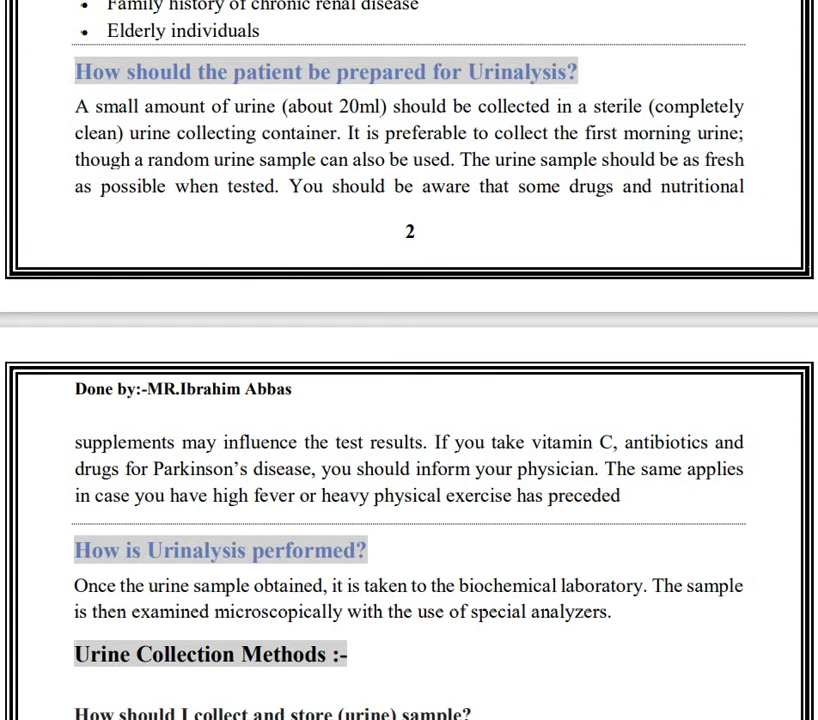 • Family history of chronic renal disease
• Elderly individuals
How should the patient be prepared for Urinalysis?
A small amount of urine (about 20ml) should be collected in a sterile (completely
clean) urine collecting container. It is preferable to collect the first morning urine;
though a random urine sample can also be used. The urine sample should be as fresh
as possible when tested. You should be aware that some drugs and nutritional
2
Done by:-MR.Ibrahim Abbas
supplements may influence the test results. If you take vitamin C, antibiotics and
drugs for Parkinson’s disease, you should inform your physician. The same applies
in case you have high fever or heavy physical exercise has preceded
How is Urinalysis performed?
Once the urine sample obtained, it is taken to the biochemical laboratory. The sample
is then examined microscopically with the use of special analyzers.
Urine Collection Methods :-
How should I collect and store (urine) sample?